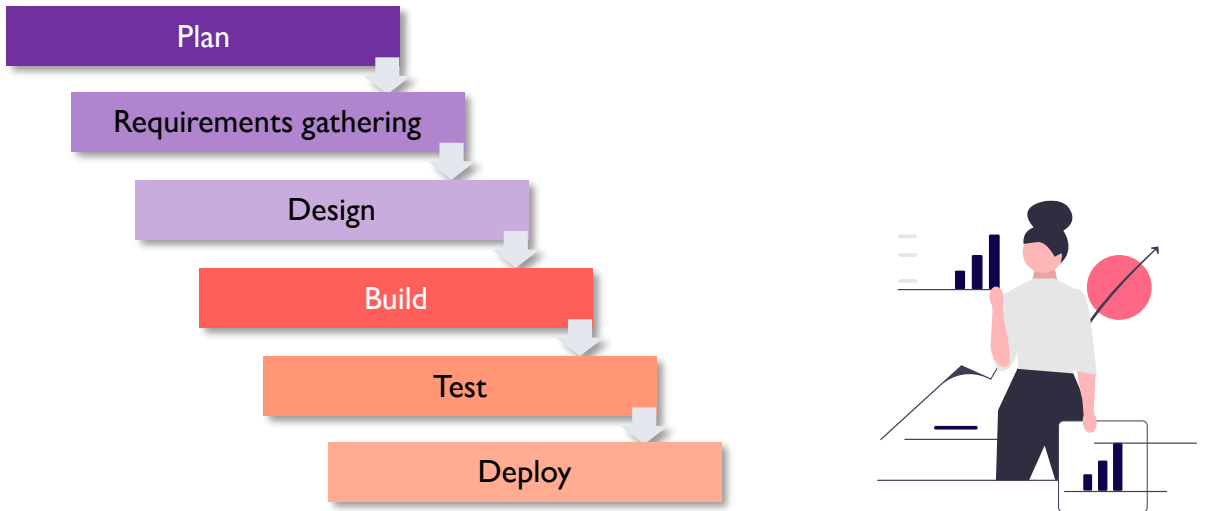 Plan
Requirements gathering
Design
Build
Test
Deploy